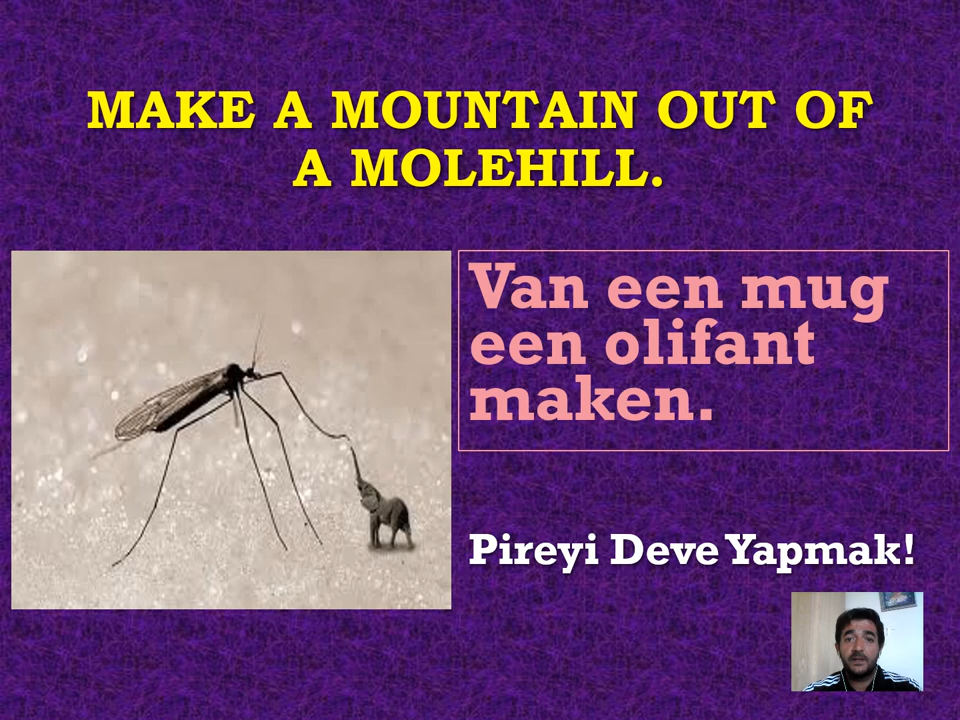 MAKE A MOUNTAIN OUT OF
A MOLEHILL.
Van een mug
een olifant
maken.
Pireyi Deve Yapmak!